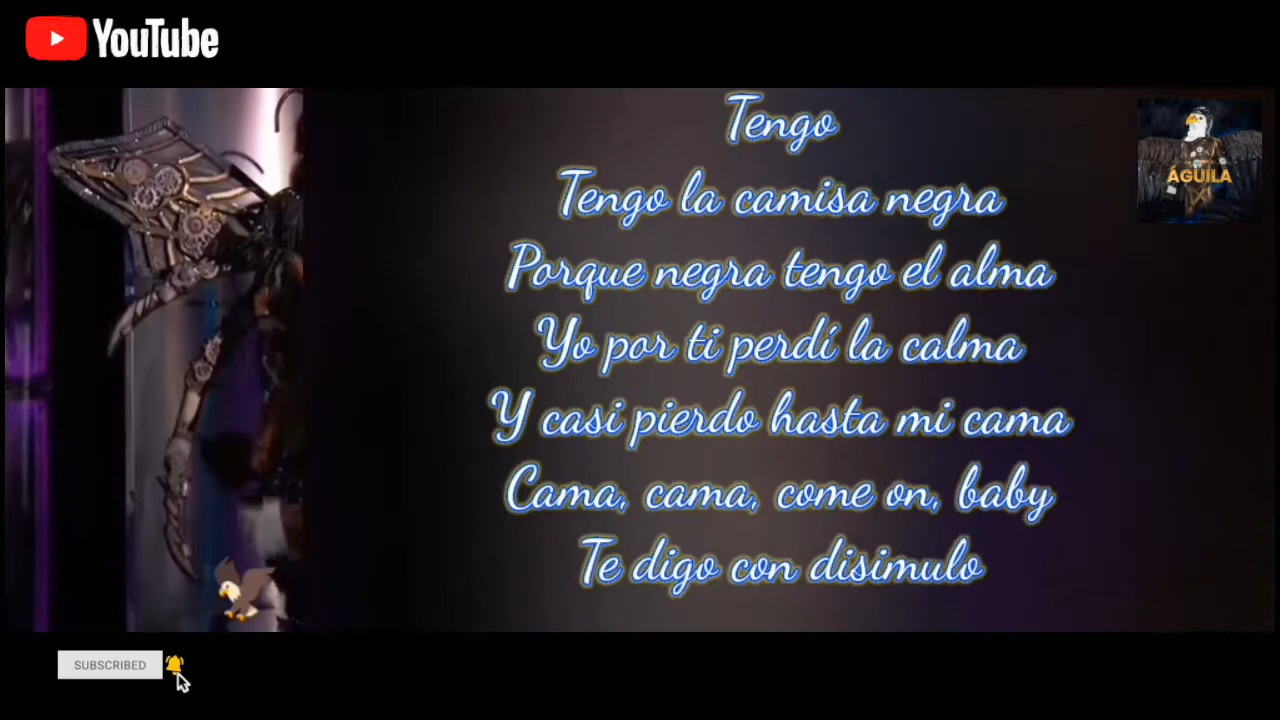 YouTube
Tengo
Tengo la camisa negra
Porque negra tengo el alma
Yo por ti perdí la calma
Y casi pierdo hasta mi cama
Cama, cama, come on, baby
Te digo con disimulo
ÁGUILA
SUBSCRIBED